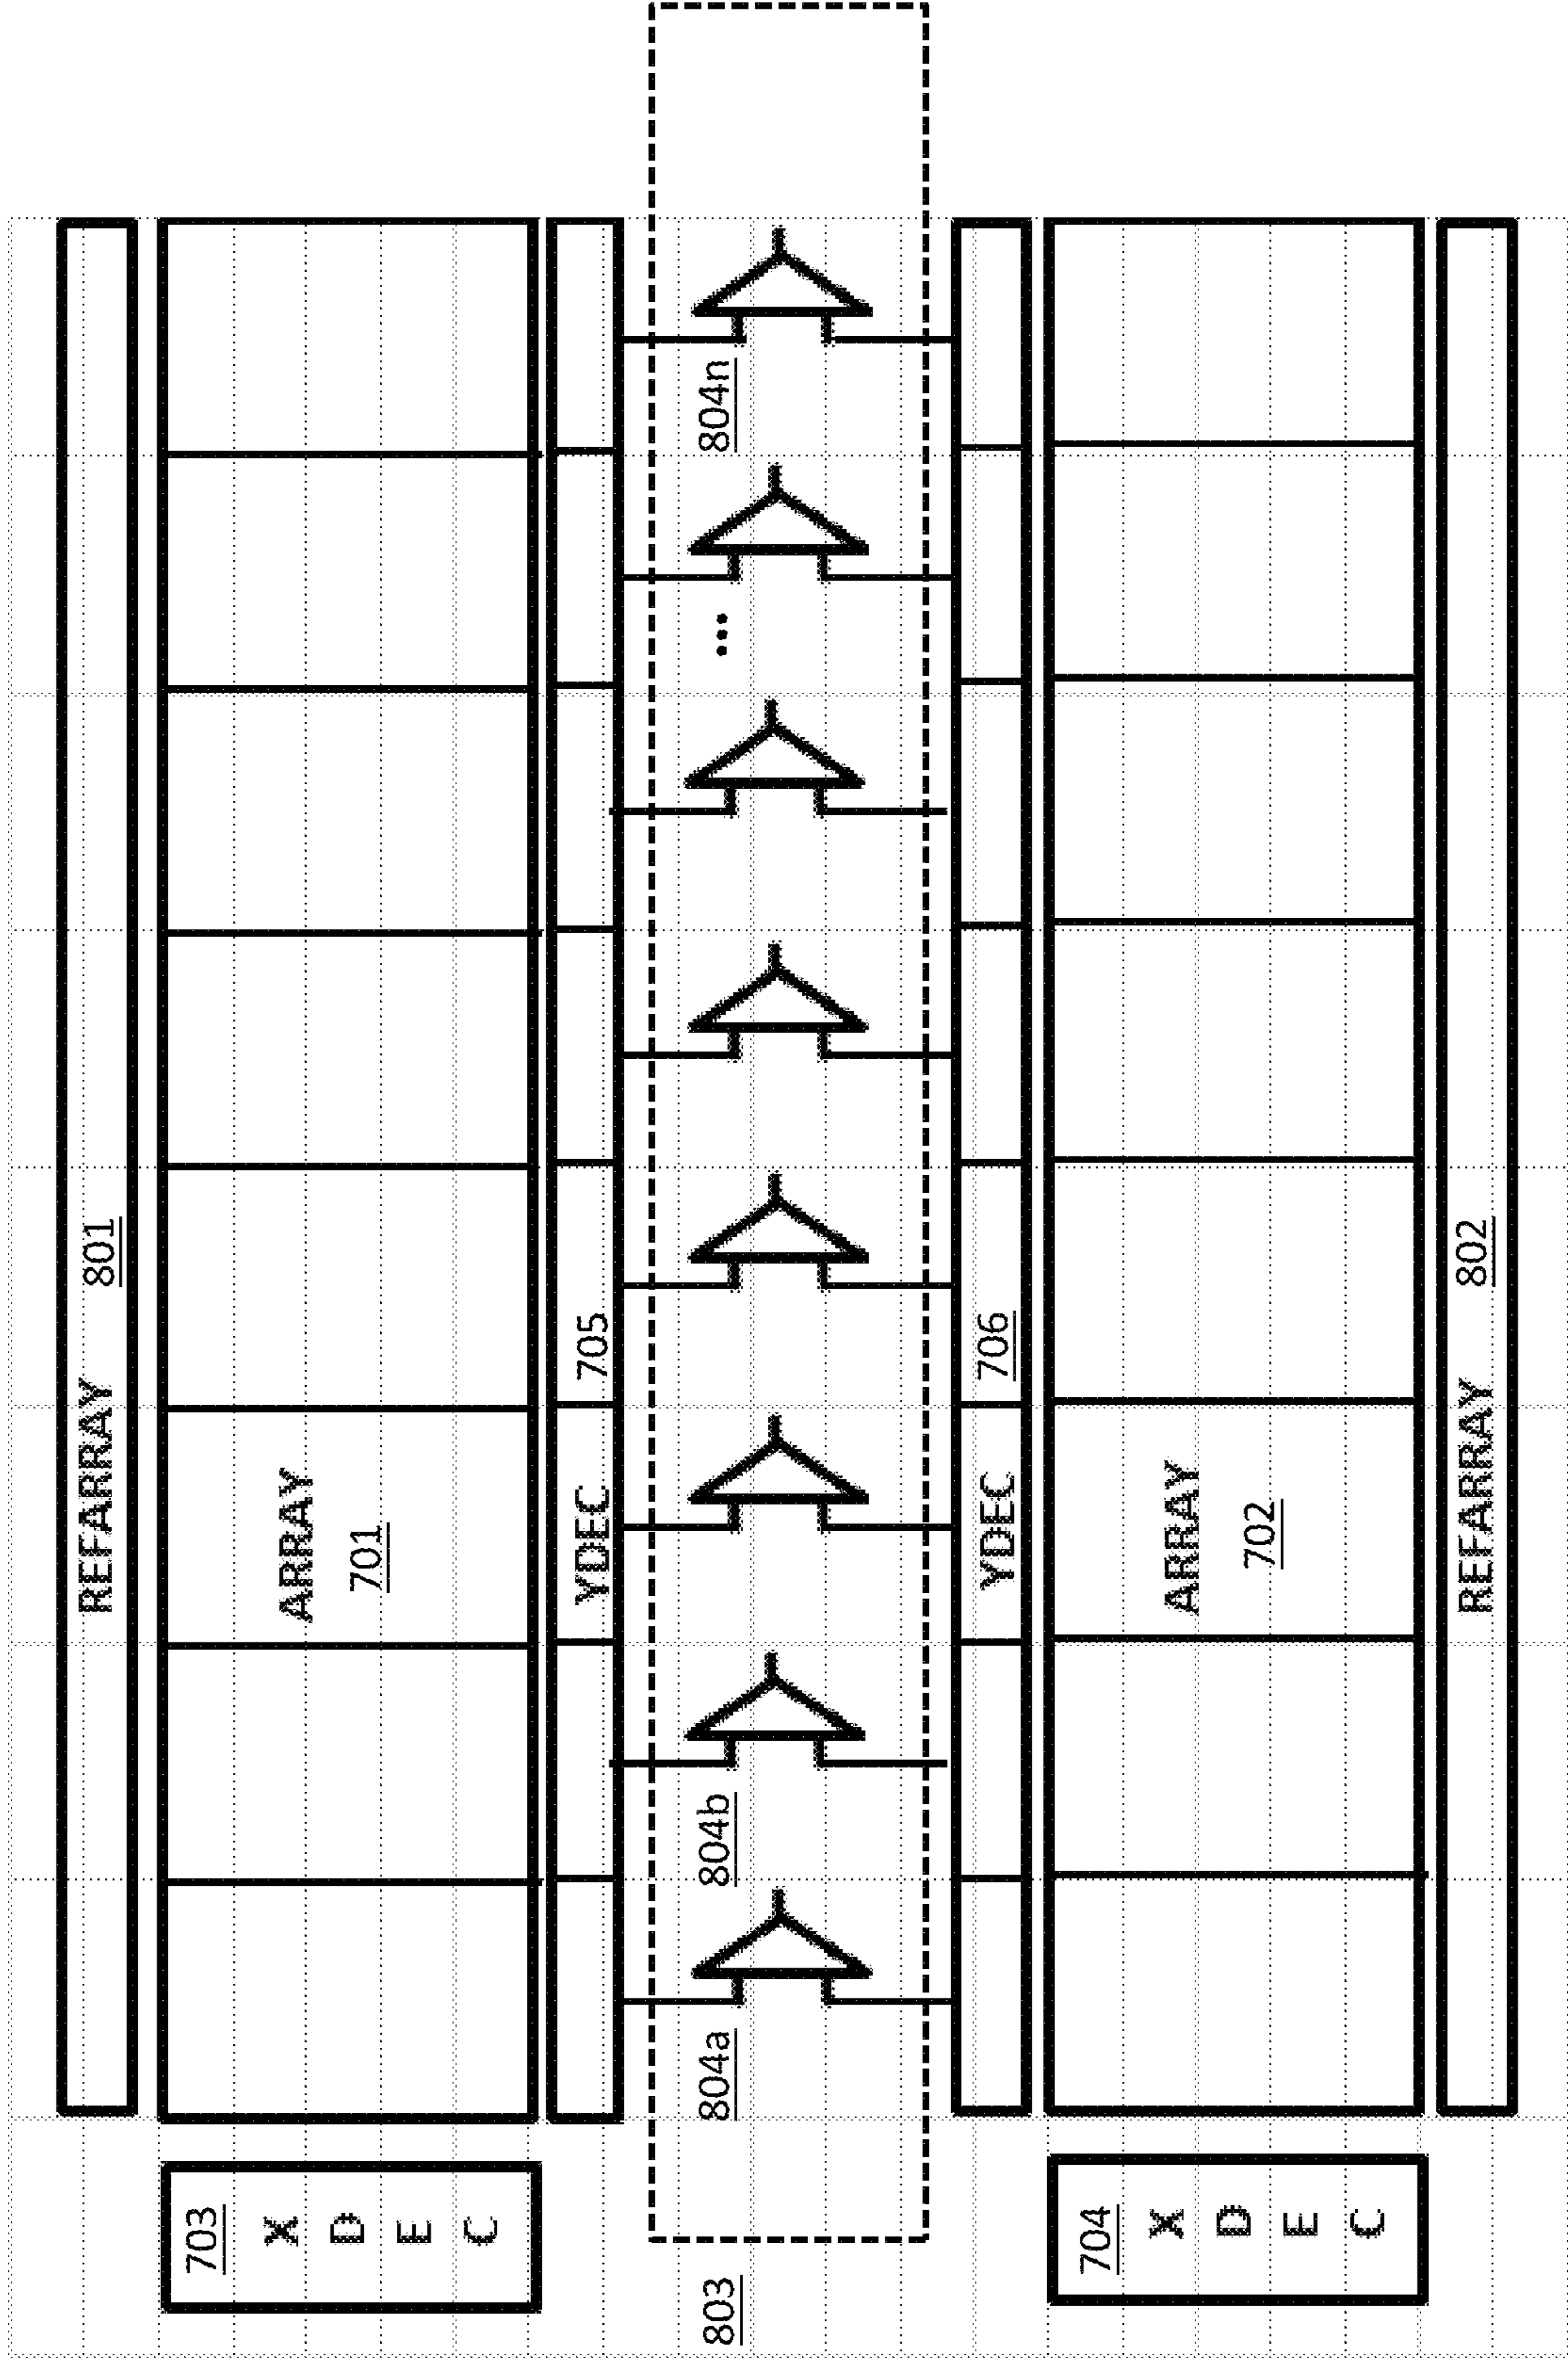 REFARRAY 801
703
X
D
E
C
ARRAY
701
YDEC 705
803
804a
804b
...
804n
YDEC 706
704
X
D
E
C
ARRAY
702
REFARRAY 802